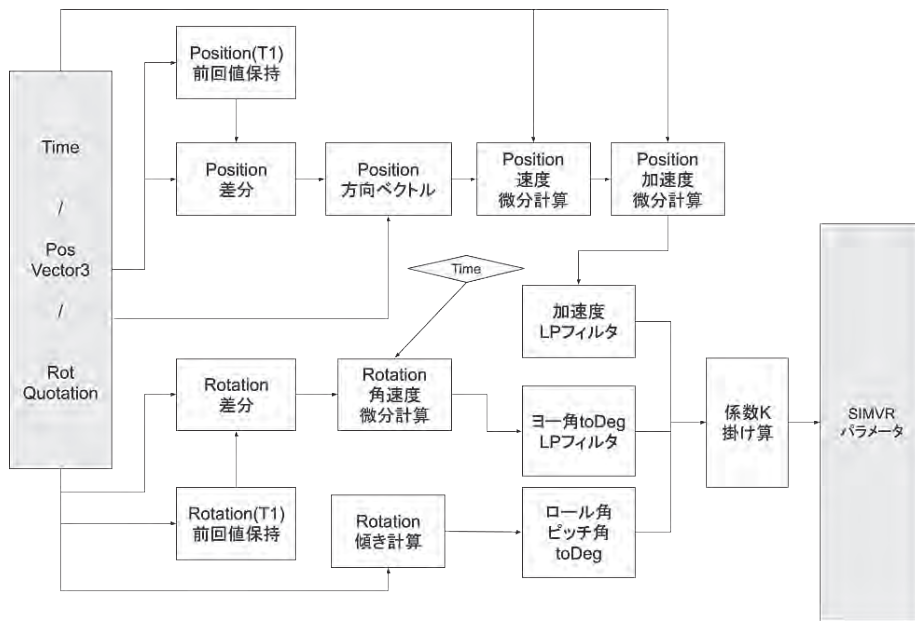 Time
/
Pos
Vector3
/
Rot
Quotation
Position(T1)
前回値保持
Position
差分
Position
方向ベクトル
Position
速度
微分計算
Position
加速度
微分計算
Time
加速度
LPフィルタ
Rotation
差分
Rotation
角速度
微分計算
ヨー角toDeg
LPフィルタ
係数K
掛け算
SIMVR
パラメータ
Rotation(T1)
前回値保持
Rotation
傾き計算
ロール角
ピッチ角
toDeg